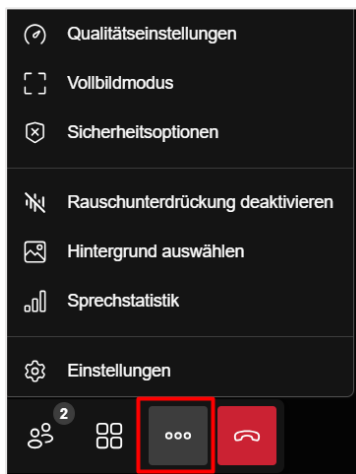 Qualitätseinstellungen
Vollbildmodus
Sicherheitsoptionen
Rauschunterdrückung deaktivieren
Hintergrund auswählen
Sprechstatistik
Einstellungen
2